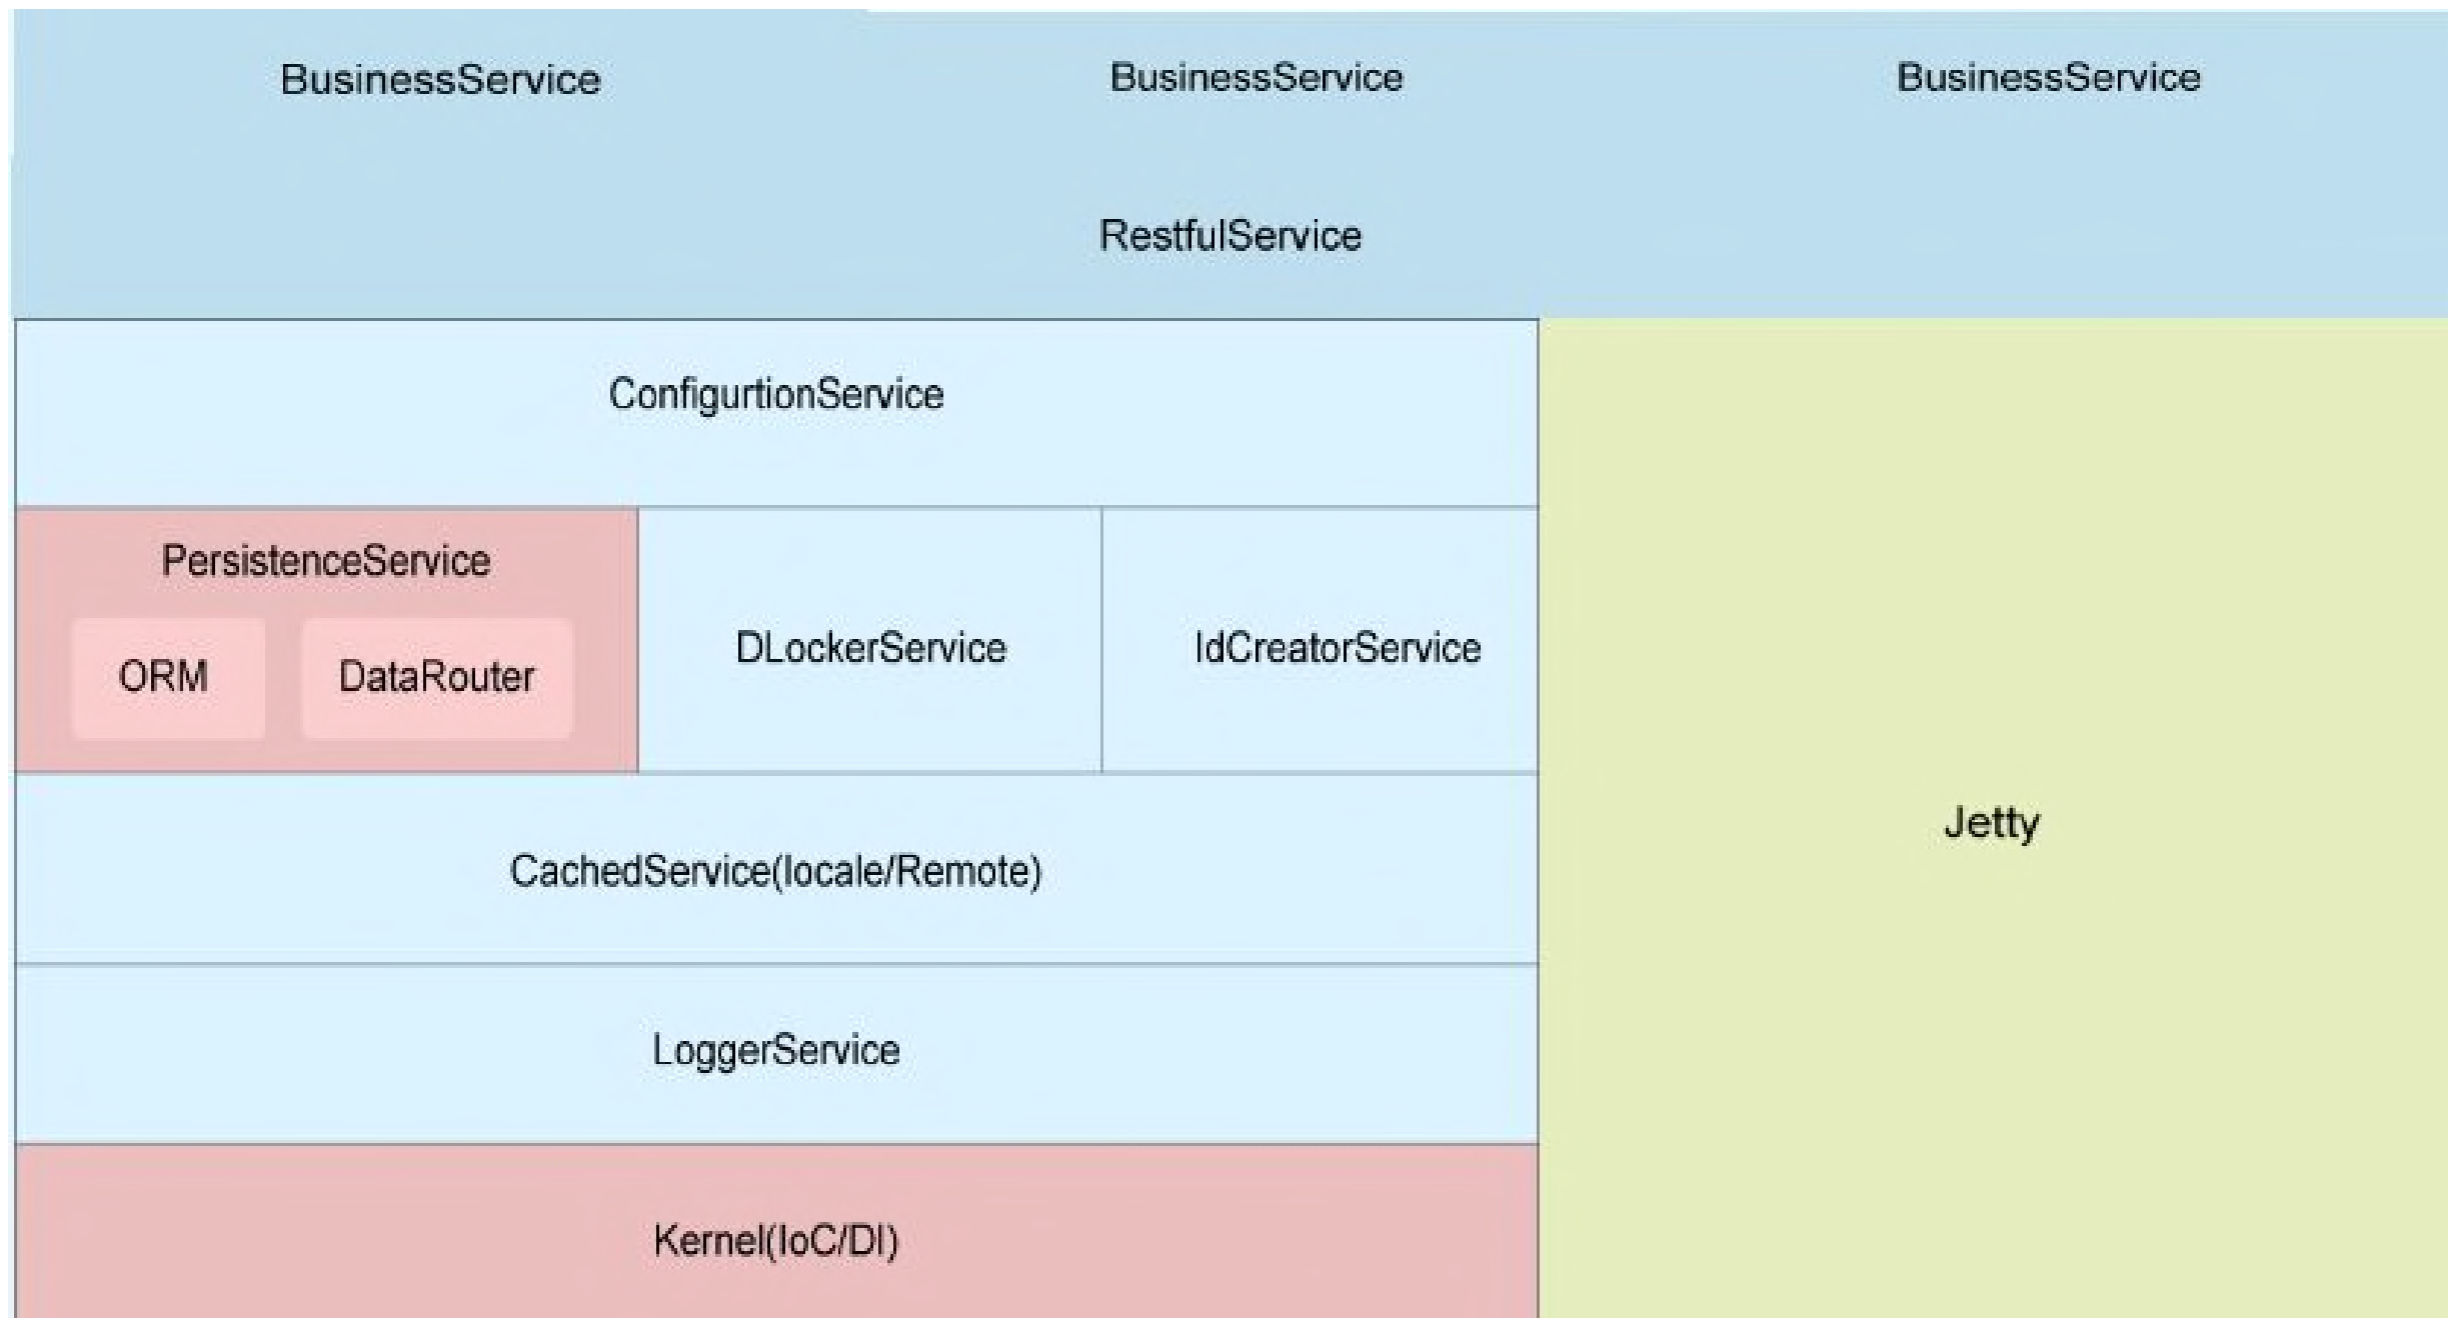 BusinessService BusinessService BusinessService
RestfulService
ConfigurtionService
PersistenceService
ORM DataRouter
DLockerService
IdCreatorService
CachedService(locale/Remote)
Jetty
LoggerService
Kernel(IoC/DI)